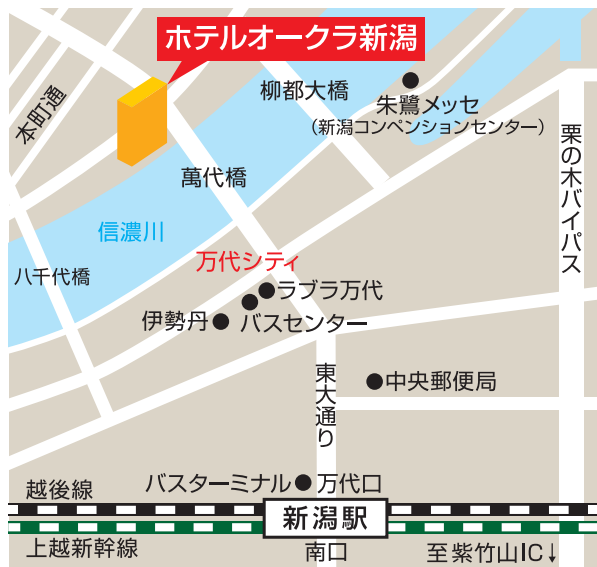 ホテルオークラ新潟
本町通
柳都大橋
朱鷺メッセ
（新潟コンベンションセンター）
栗の木バイパス
萬代橋
信濃川
万代シティ
八千代橋
ラブラ万代
伊勢丹
バスセンター
東大通り
中央郵便局
バスターミナル
万代口
越後線
新潟駅
上越新幹線
南口
至紫竹山IC↓